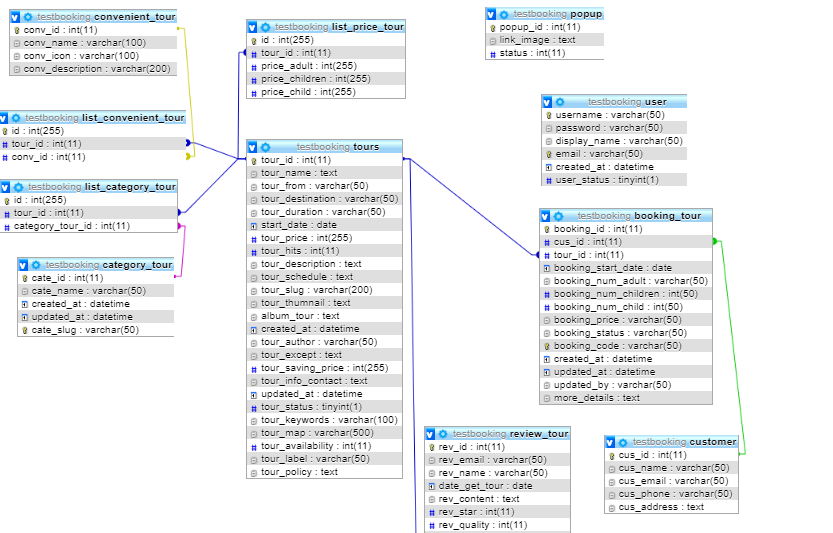 testbooking convenient_tour
conv_id : int(11)
conv_name : varchar(100)
conv_icon : varchar(100)
conv_description : varchar(200)
testbooking list_convenient_tour
id : int(255)
tour_id : int(11)
conv_id : int(11)
testbooking list_category_tour
id : int(255)
tour_id : int(11)
category_tour_id : int(11)
testbooking category_tour
cate_id : int(11)
cate_name : varchar(50)
created_at : datetime
updated_at : datetime
cate_slug : varchar(50)
testbooking list_price_tour
id : int(255)
tour_id : int(11)
price_adult : int(255)
price_children : int(255)
price_child : int(255)
testbooking tours
tour_id : int(11)
tour_name : text
tour_from : varchar(50)
tour_destination : varchar(50)
tour_duration : varchar(50)
start_date : date
tour_price : int(255)
tour_hits : int(11)
tour_description : text
tour_schedule : text
tour_slug : varchar(200)
tour_thumnail : text
album_tour : text
created_at : datetime
tour_author : varchar(50)
tour_except : text
tour_saving_price : int(255)
tour_info_contact : text
updated_at : datetime
tour_status : tinyint(1)
tour_keywords : varchar(100)
tour_map : varchar(500)
tour_availability : int(11)
tour_label : varchar(50)
tour_policy : text
testbooking popup
popup_id : int(11)
link_image : text
status : int(11)
testbooking user
username : varchar(50)
password : varchar(50)
display_name : varchar(50)
email : varchar(50)
created_at : datetime
user_status : tinyint(1)
testbooking booking_tour
booking_id : int(11)
cus_id : int(11)
tour_id : int(11)
booking_start_date : date
booking_num_adult : varchar(50)
booking_num_children : int(50)
booking_num_child : int(50)
booking_price : varchar(50)
booking_status : varchar(50)
booking_code : varchar(50)
created_at : datetime
updated_at : datetime
updated_by : varchar(50)
more_details : text
testbooking review_tour
rev_id : int(11)
rev_email : varchar(50)
rev_name : varchar(50)
date_get_tour : date
rev_content : text
rev_star : int(11)
rev_quality : int(11)
testbooking customer
cus_id : int(11)
cus_name : varchar(50)
cus_email : varchar(50)
cus_phone : varchar(50)
cus_address : text